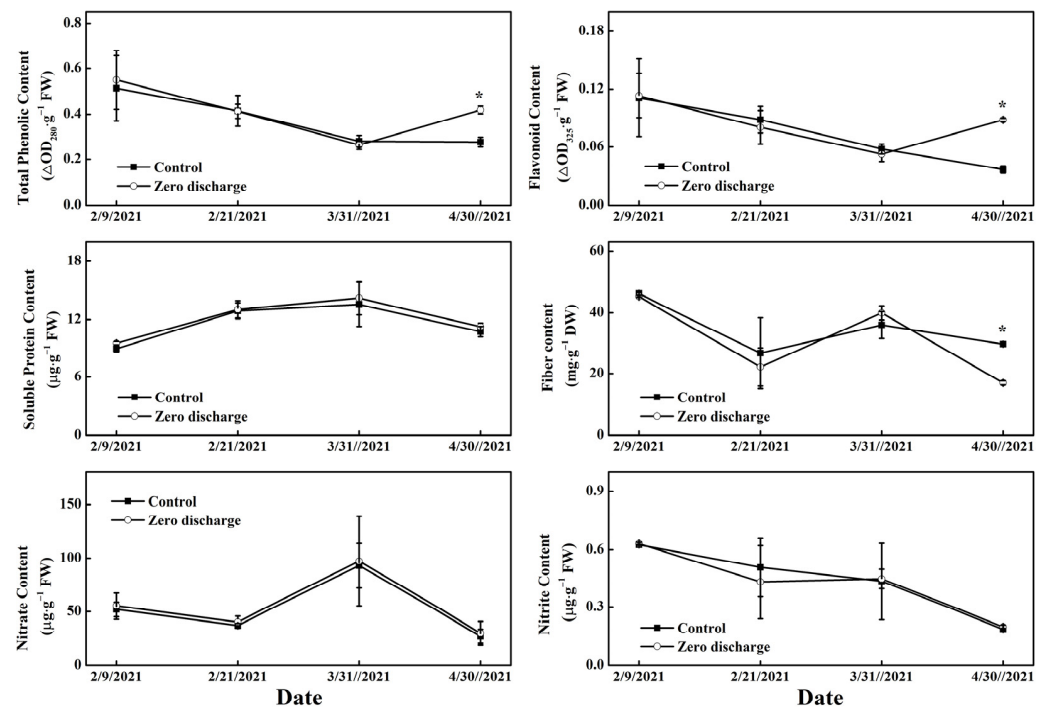 Total Phenolic Content
(△OD280·g−1 FW)
0.8
0.6
0.4
0.2
0.0
*
Control
Zero discharge
2/9/2021 2/21/2021 3/31//2021 4/30//2021
Flavonoid Content
(△OD325·g−1 FW)
0.18
0.12
0.06
0.00
*
Control
Zero discharge
2/9/2021 2/21/2021 3/31//2021 4/30//2021
Soluble Protein Content
(μg·g−1 FW)
18
12
6
0
Control
Zero discharge
2/9/2021 2/21/2021 3/31//2021 4/30//2021
Fiber content
(mg·g−1 DW)
60
40
20
0
*
Control
Zero discharge
2/9/2021 2/21/2021 3/31//2021 4/30//2021
Nitrate Content
(μg·g−1 FW)
150
100
50
0
Control
Zero discharge
2/9/2021 2/21/2021 3/31//2021 4/30//2021
Date
Nitrite Content
(μg·g−1 FW)
0.9
0.6
0.3
0.0
Control
Zero discharge
2/9/2021 2/21/2021 3/31//2021 4/30//2021
Date